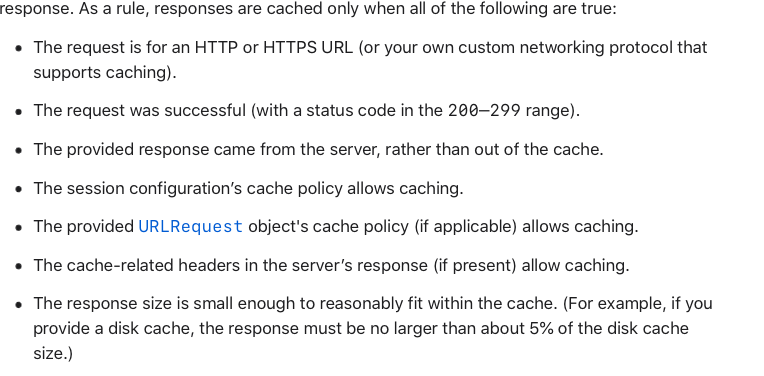 response. As a rule, responses are cached only when all of the following are true:
• The request is for an HTTP or HTTPS URL (or your own custom networking protocol that
supports caching).
• The request was successful (with a status code in the 200–299 range).
• The provided response came from the server, rather than out of the cache.
• The session configuration’s cache policy allows caching.
• The provided URLRequest object's cache policy (if applicable) allows caching.
• The cache-related headers in the server’s response (if present) allow caching.
• The response size is small enough to reasonably fit within the cache. (For example, if you
provide a disk cache, the response must be no larger than about 5% of the disk cache
size.)